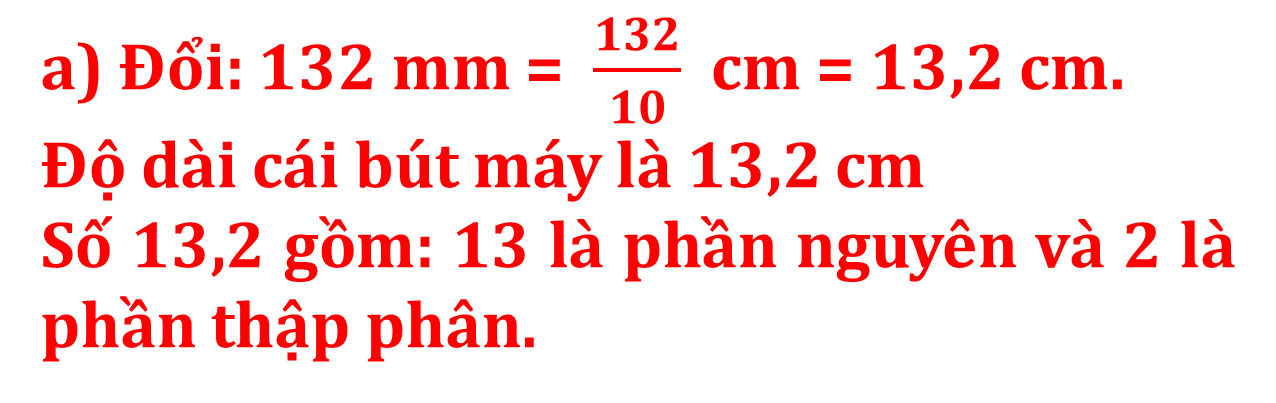 a) Đổi: 132 mm = 132/10 cm = 13,2 cm.
Độ dài cái bút máy là 13,2 cm
Số 13,2 gồm: 13 là phần nguyên và 2 là
phần thập phân.